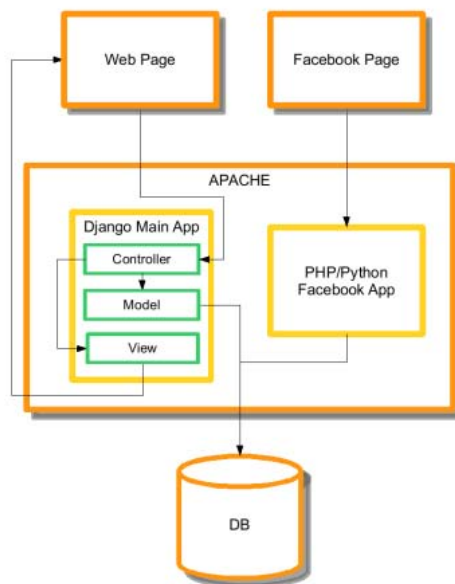 Web Page
Facebook Page
APACHE
Django Main App
Controller
Model
View
PHP/Python
Facebook App
DB